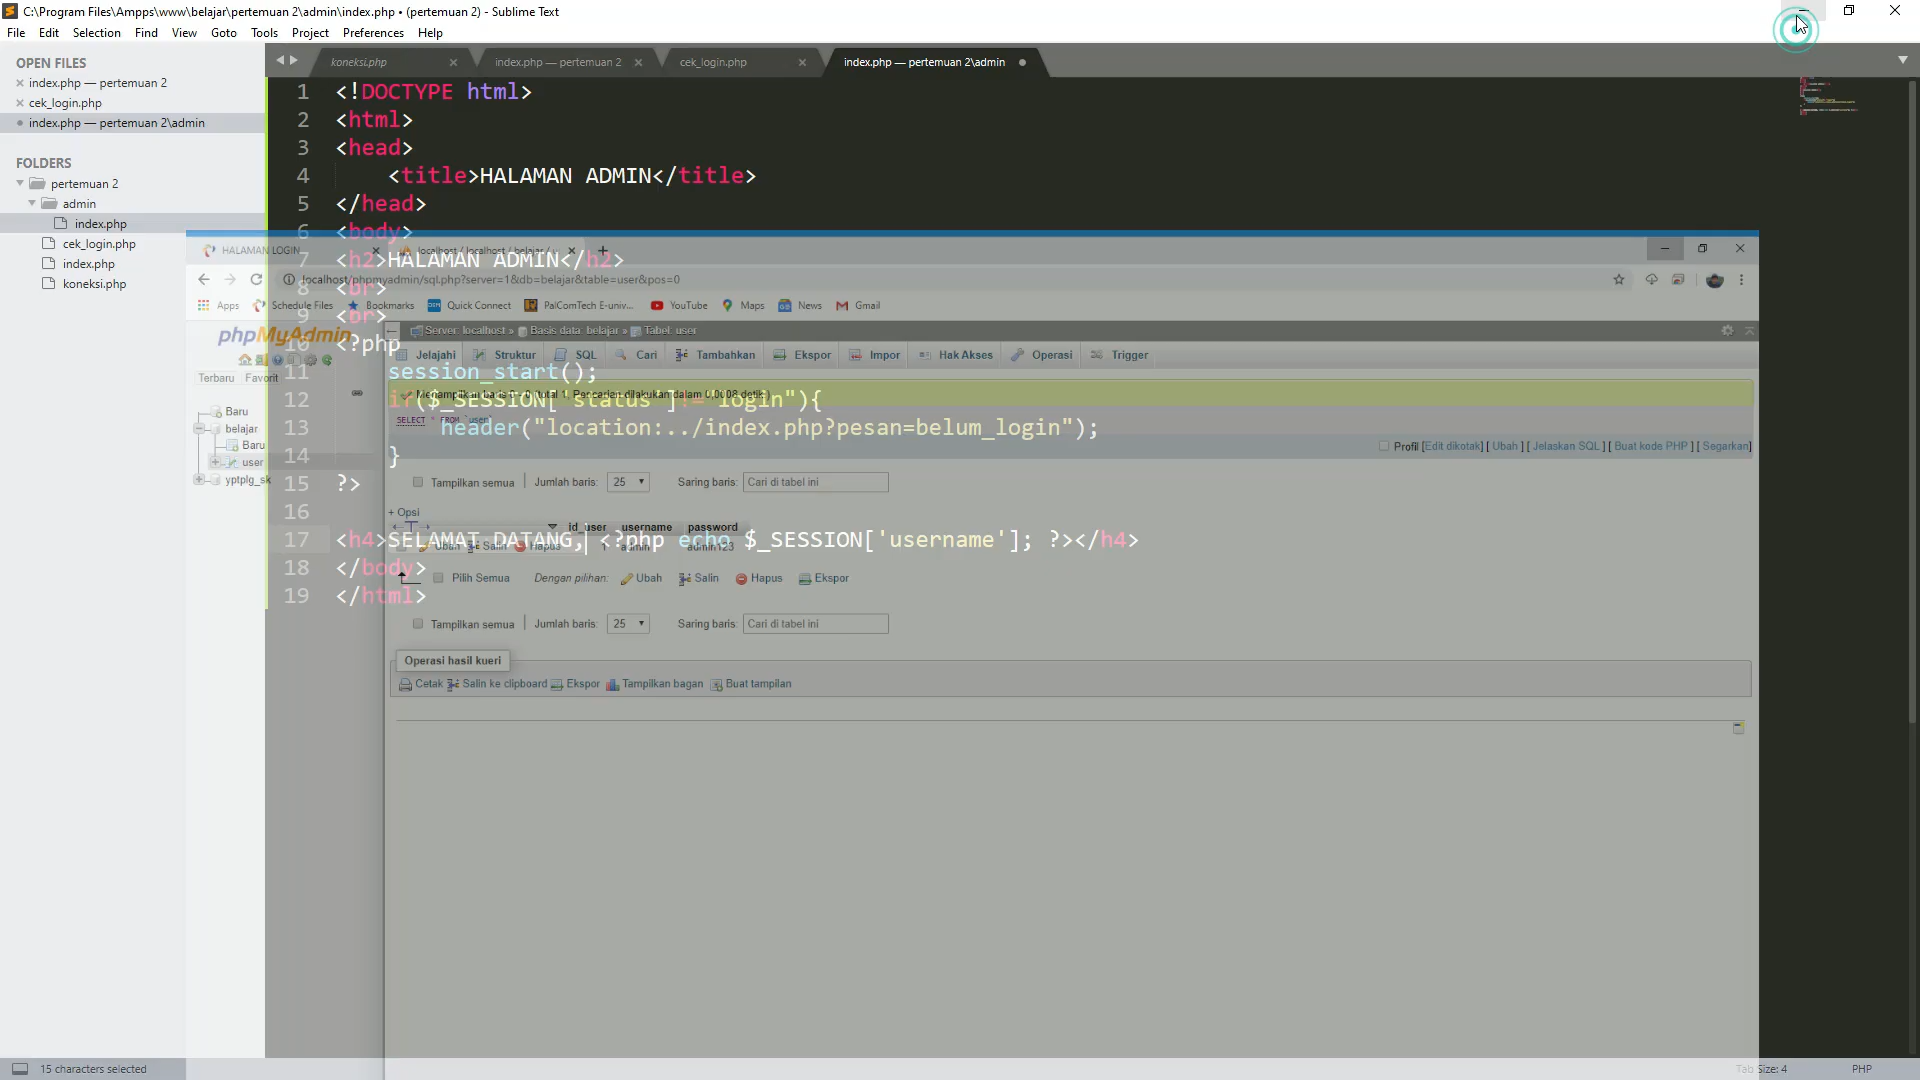 C:\Program Files\Ampps\www\belajar\pertemuan 2\admin\index.php • (pertemuan 2) - Sublime Text
File Edit Selection Find View Goto Tools Project Preferences Help
OPEN FILES
index.php — pertemuan 2
cek_login.php
index.php — pertemuan 2\admin
FOLDERS
pertemuan 2
admin
index.php
cek_login.php
index.php
koneksi.php
koneksi.php
index.php — pertemuan 2
cek_login.php
index.php — pertemuan 2\admin
1 <!DOCTYPE html>
2 <html>
3 <head>
4 <title>HALAMAN ADMIN</title>
5 </head>
6 <body>
7 <h2>HALAMAN ADMIN</h2>
8 <br>
9 <br>
10 <?php
11 session_start();
12 if($_SESSION['status']!="login"){
13 header("location:../index.php?pesan=belum_login");
14 }
15 ?>
16
17 <h4>SELAMAT DATANG, <?php echo $_SESSION['username']; ?></h4>
18 </body>
19 </html>
HALAMAN LOGIN
localhost / localhost / belajar /
localhost/phpmyadmin/sql.php?server=1&db=belajar&table=user&pos=0
Apps Schedule Files Bookmarks Quick Connect PalComTech E-univ... YouTube Maps News Gmail
phpMyAdmin
Terbaru Favorit
Baru
belajar
Baru
user
yptplg_sk
Server: localhost » Basis data: belajar » Tabel: user
Jelajahi Struktur SQL Cari Tambahkan Ekspor Impor Hak Akses Operasi Trigger
Menampilkan baris 0 - 0 (total 1, Pencarian dilakukan dalam 0.0008 detik.)
SELECT * FROM `user`
Profil [Edit dikotak] [ Ubah ] [ Jelaskan SQL ] [ Buat kode PHP ] [ Segarkan]
Tampilkan semua Jumlah baris: 25 Saring baris: Cari di tabel ini
+ Opsi
id_user username password
Ubah Salin Hapus 1 admin admin123
Pilih Semua Dengan pilihan: Ubah Salin Hapus Ekspor
Tampilkan semua Jumlah baris: 25 Saring baris: Cari di tabel ini
Operasi hasil kueri
Cetak Salin ke clipboard Ekspor Tampilkan bagan Buat tampilan
15 characters selected
Tab Size: 4
PHP